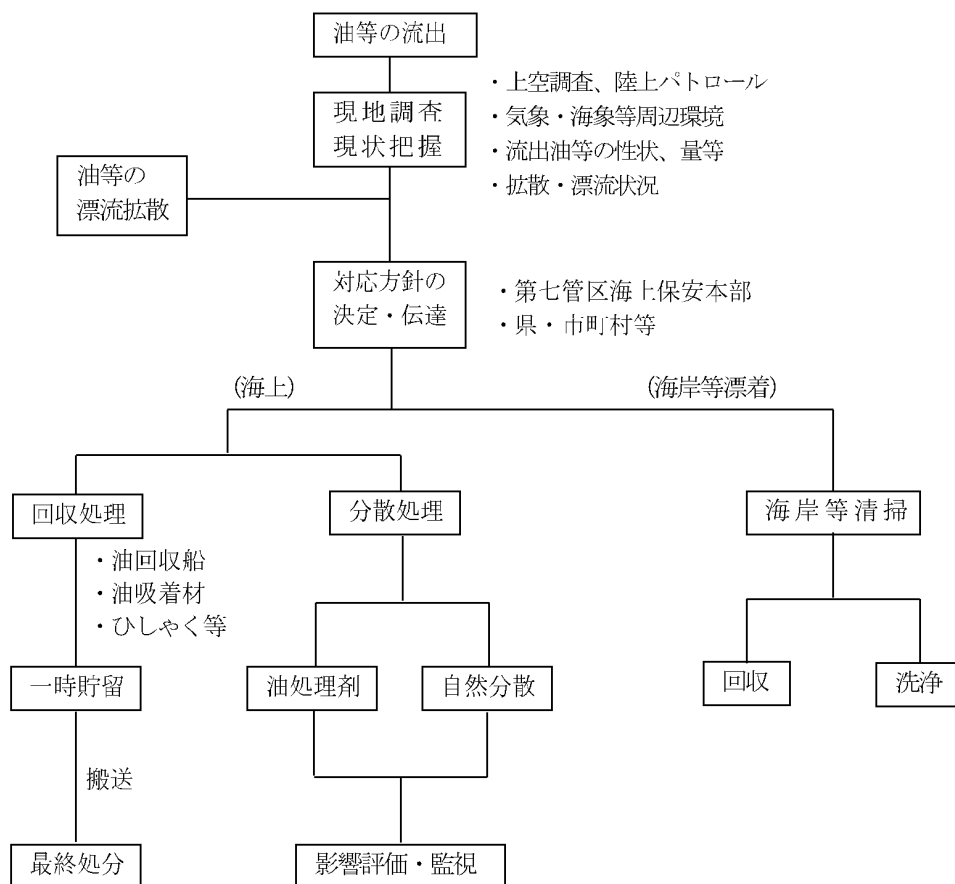 油等の流出
現地調査
現状把握
・上空調査、陸上パトロール
・気象・海象等周辺環境
・流出油等の性状、量等
・拡散・漂流状況
油等の
漂流拡散
対応方針の
決定・伝達
・第七管区海上保安本部
・県・市町村等
(海上)
(海岸等漂着)
回収処理
分散処理
海岸等清掃
・油回収船
・油吸着材
・ひしゃく等
一時貯留
油処理剤
自然分散
回収
洗浄
搬送
最終処分
影響評価・監視